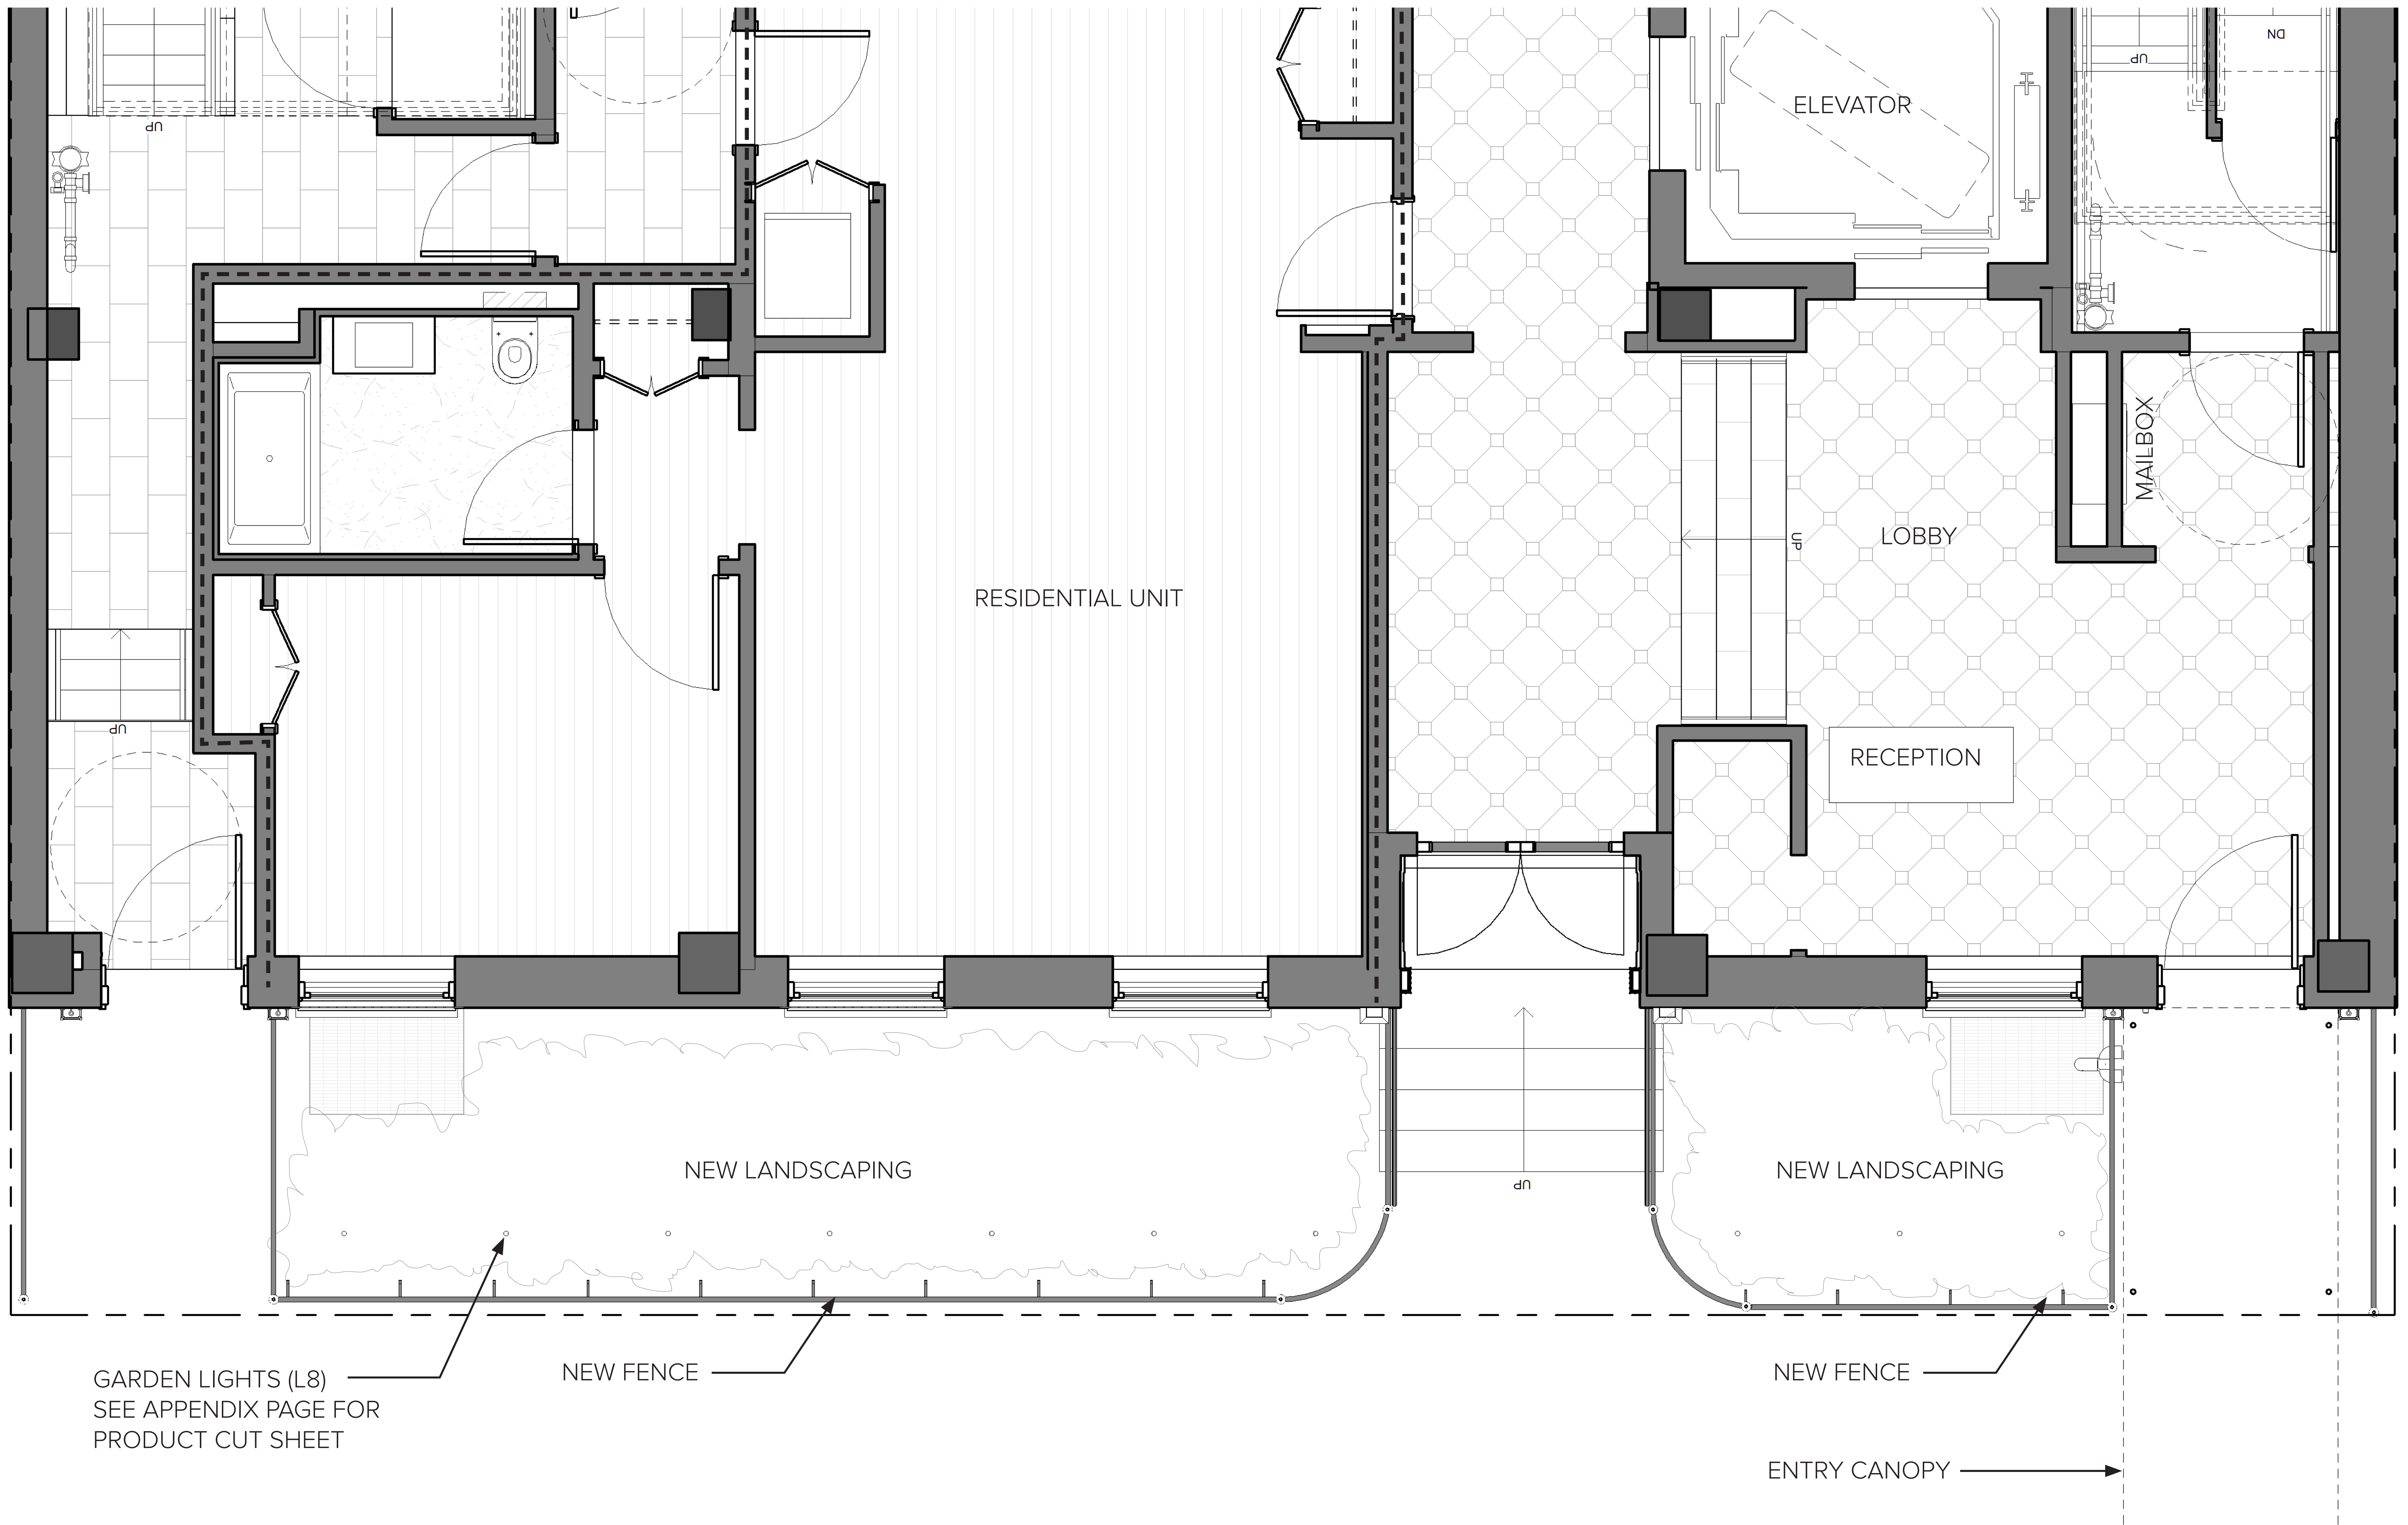 DN
UP
ELEVATOR
UP
MAILBOX
LOBBY
UP
RESIDENTIAL UNIT
UP
RECEPTION
NEW LANDSCAPING
NEW LANDSCAPING
UP
NEW FENCE
NEW FENCE
GARDEN LIGHTS (L8)
SEE APPENDIX PAGE FOR
PRODUCT CUT SHEET
ENTRY CANOPY